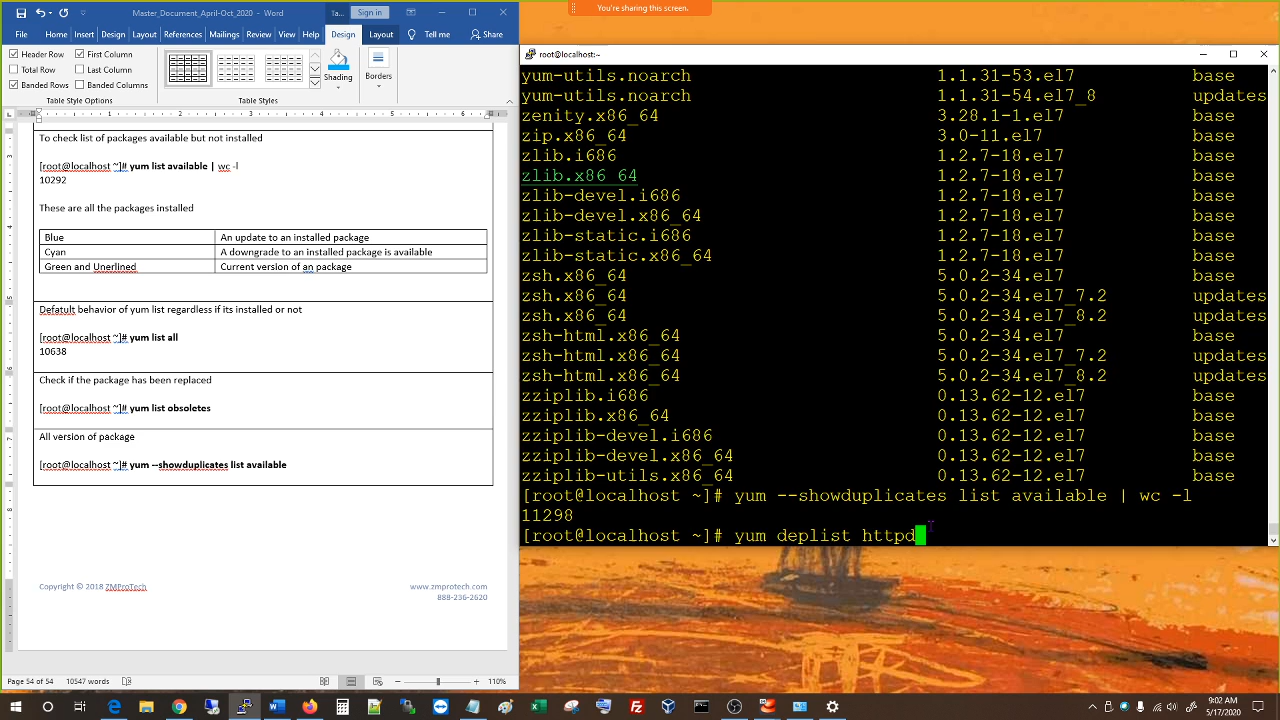 Master_Document_April-Oct_2020 - Word
Ta...
Sign in
File Home Insert Draw Design Layout References Mailings Review View Help Design Layout Tell me Share
Header Row First Column
Total Row Last Column
Banded Rows Banded Columns
Table Style Options
Table Styles
Shading
Borders
To check list of packages available but not installed
[root@localhost ~]# yum list available | wc -l
10292
These are all the packages installed
Blue An update to an installed package
Cyan A downgrade to an installed package is available
Green and Unerlined Current version of an package
Defatult behavior of yum list regardless if its installed or not
[root@localhost ~]# yum list all
10638
Check if the package has been replaced
[root@localhost ~]# yum list obsoletes
All version of package
[root@localhost ~]# yum --showduplicates list available
Copyright © 2018 ZMProTech www.zmprotech.com
888-236-2620
Page 54 of 54 10547 words 110%
You're sharing this screen.
root@localhost:~
yum-utils.noarch 1.1.31-53.el7 base
yum-utils.noarch 1.1.31-54.el7_8 updates
zenity.x86_64 3.28.1-1.el7 base
zip.x86_64 3.0-11.el7 base
zlib.i686 1.2.7-18.el7 base
zlib.x86_64 1.2.7-18.el7 base
zlib-devel.i686 1.2.7-18.el7 base
zlib-devel.x86_64 1.2.7-18.el7 base
zlib-static.i686 1.2.7-18.el7 base
zlib-static.x86_64 1.2.7-18.el7 base
zsh.x86_64 5.0.2-34.el7 base
zsh.x86_64 5.0.2-34.el7_7.2 updates
zsh.x86_64 5.0.2-34.el7_8.2 updates
zsh-html.x86_64 5.0.2-34.el7 base
zsh-html.x86_64 5.0.2-34.el7_7.2 updates
zsh-html.x86_64 5.0.2-34.el7_8.2 updates
zziplib.i686 0.13.62-12.el7 base
zziplib.x86_64 0.13.62-12.el7 base
zziplib-devel.i686 0.13.62-12.el7 base
zziplib-devel.x86_64 0.13.62-12.el7 base
zziplib-utils.x86_64 0.13.62-12.el7 base
[root@localhost ~]# yum --showduplicates list available | wc -l
11298
[root@localhost ~]# yum deplist httpd
9:02 AM
5/17/2020